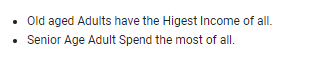 • Old aged Adults have the Higest Income of all.
• Senior Age Adult Spend the most of all.